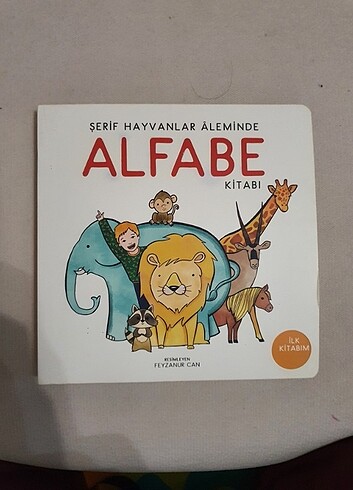 ŞERİF HAYVANLAR ÂLEMİNDE
ALFABE
KİTABI
İLK
KİTABIM
RESİMLEYEN
FEYZANUR CAN